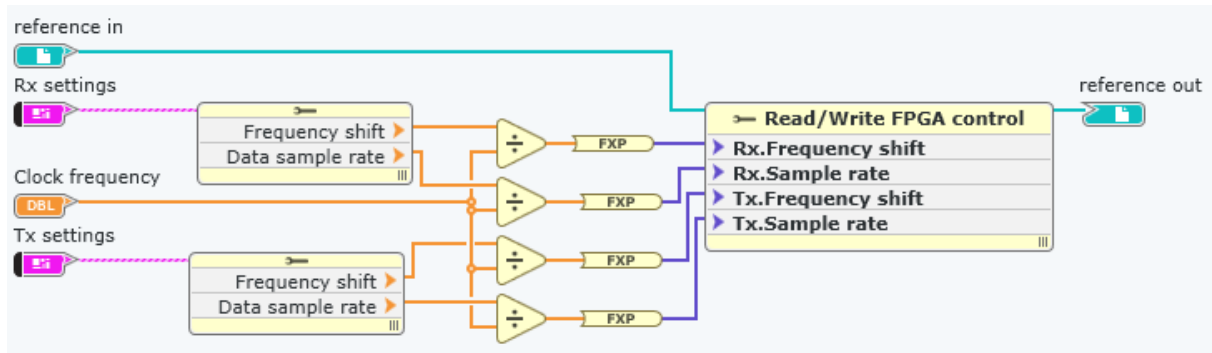 reference in
Rx settings
Frequency shift
Data sample rate
Clock frequency
DBL
Tx settings
Frequency shift
Data sample rate
÷
FXP
÷
FXP
÷
FXP
÷
FXP
Read/Write FPGA control
Rx.Frequency shift
Rx.Sample rate
Tx.Frequency shift
Tx.Sample rate
reference out